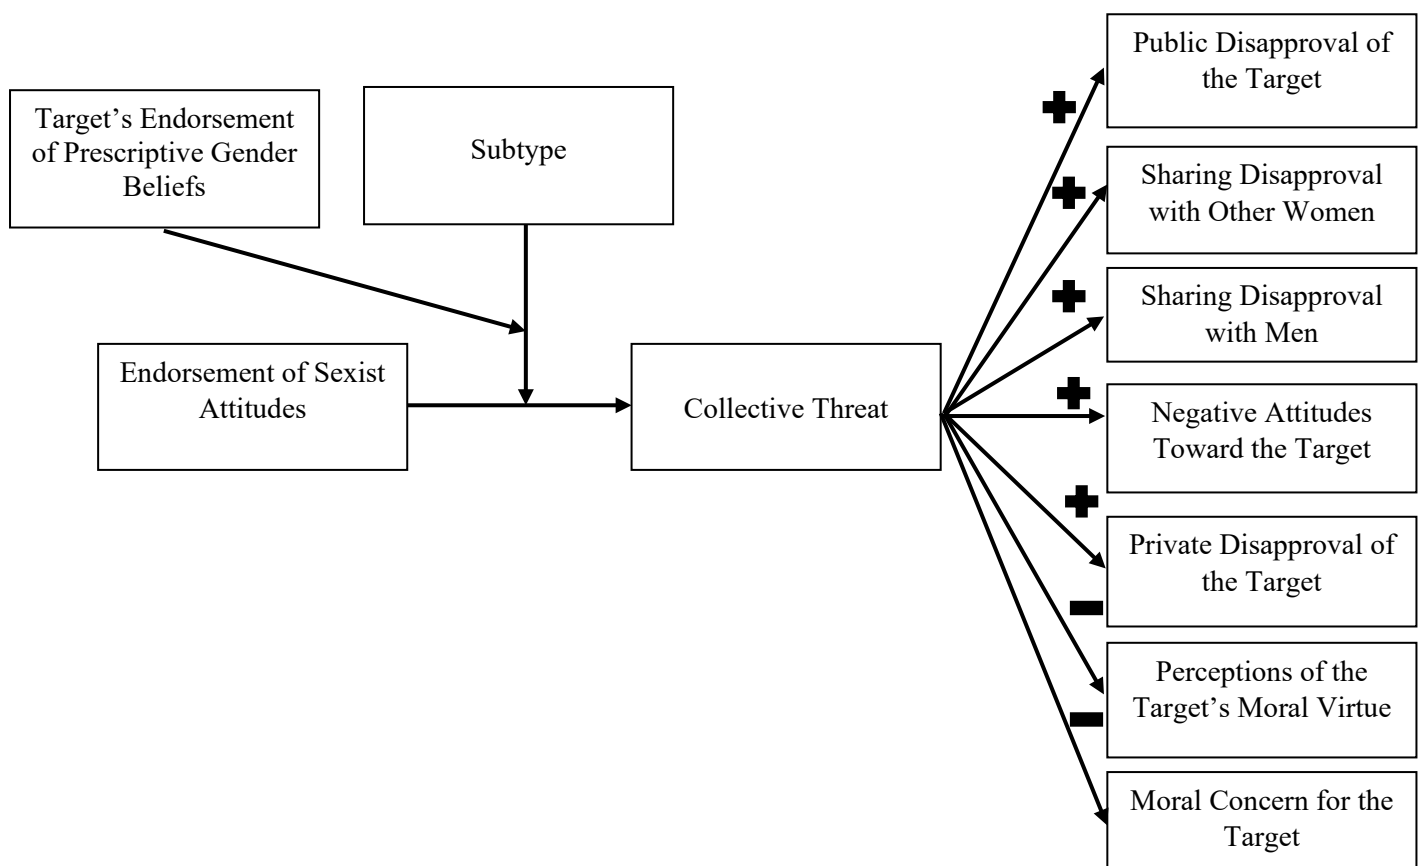 Target’s Endorsement
of Prescriptive Gender
Beliefs
Subtype
Endorsement of Sexist
Attitudes
Collective Threat
Public Disapproval of
the Target
Sharing Disapproval
with Other Women
Sharing Disapproval
with Men
Negative Attitudes
Toward the Target
Private Disapproval of
the Target
Perceptions of the
Target’s Moral Virtue
Moral Concern for the
Target